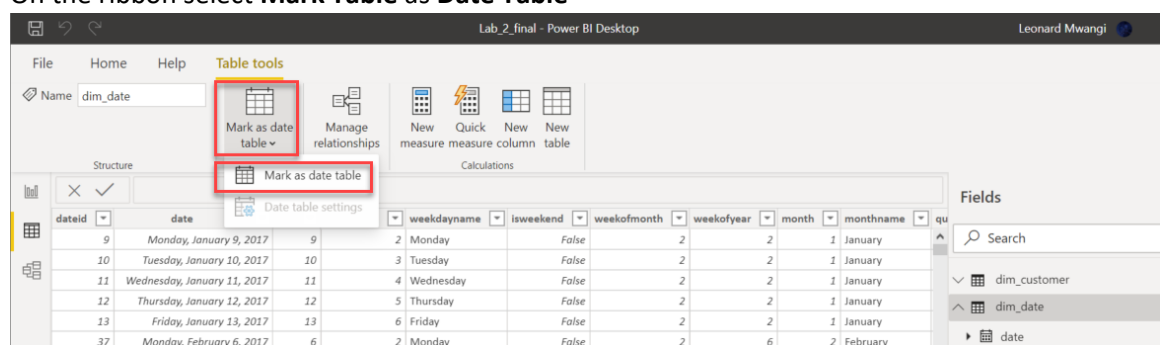 On the ribbon select Mark Table as Date Table
Lab_2_final - Power BI Desktop
Leonard Mwangi
File Home Help Table tools
Name dim_date
Mark as date table
Manage relationships
New measure
Quick measure
New column
New table
Structure
Calculations
Mark as date table
Date table settings
Fields
dateid date weekdayname isweekend weekofmonth weekofyear month monthname qu
9 Monday, January 9, 2017 9 2 Monday False 2 2 1 January
10 Tuesday, January 10, 2017 10 3 Tuesday False 2 2 1 January
11 Wednesday, January 11, 2017 11 4 Wednesday False 2 2 1 January
12 Thursday, January 12, 2017 12 5 Thursday False 2 2 1 January
13 Friday, January 13, 2017 13 6 Friday False 2 2 1 January
37 Monday, February 6, 2017 6 2 Monday False 2 6 2 February
Search
dim_customer
dim_date
date